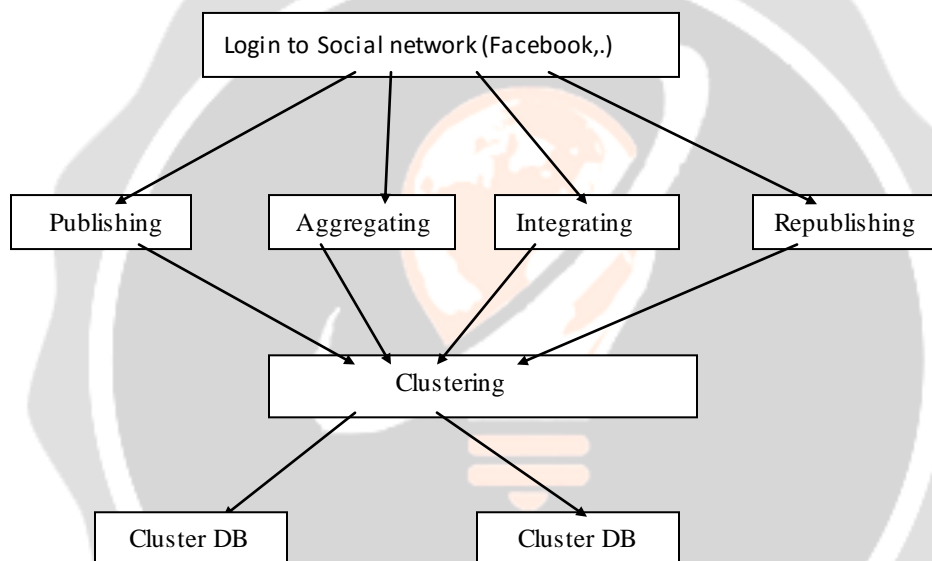 Login to Social network (Facebook,.)
Publishing
Aggregating
Integrating
Republishing
Clustering
Cluster DB
Cluster DB